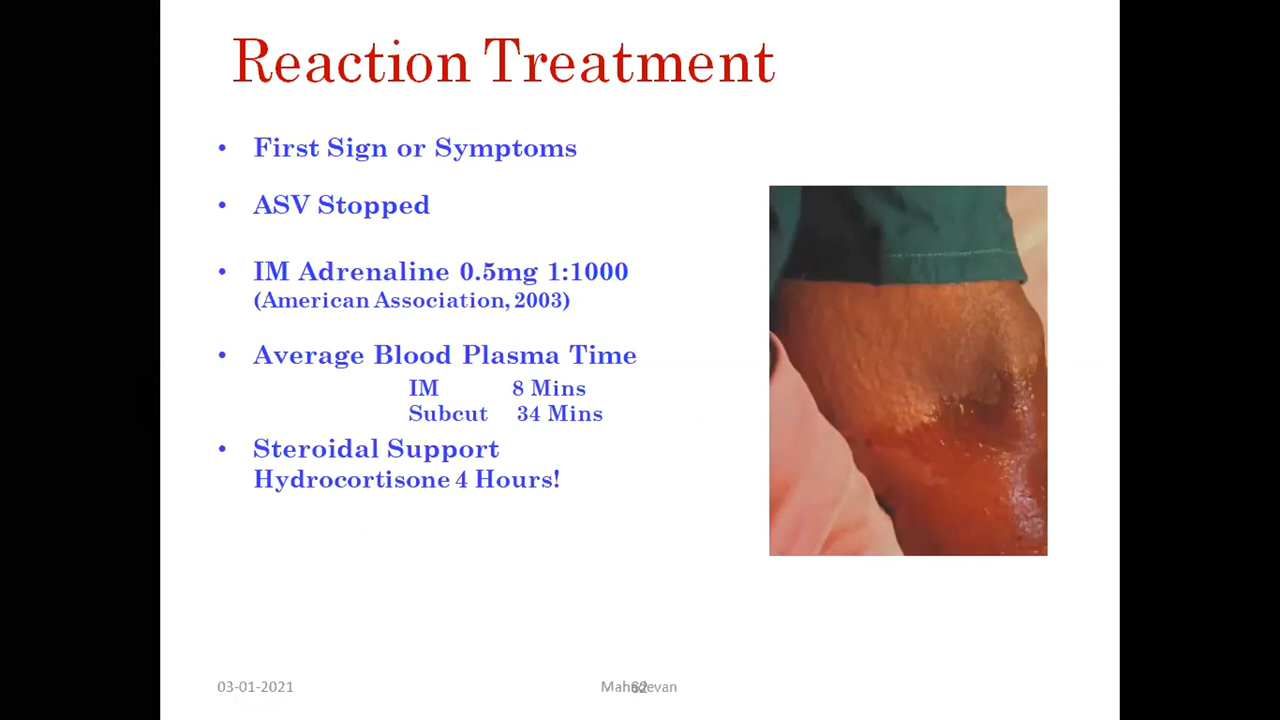 Reaction Treatment
• First Sign or Symptoms
• ASV Stopped
• IM Adrenaline 0.5mg 1:1000
(American Association, 2003)
• Average Blood Plasma Time
IM 8 Mins
Subcut 34 Mins
• Steroidal Support
Hydrocortisone 4 Hours!
03-01-2021
62